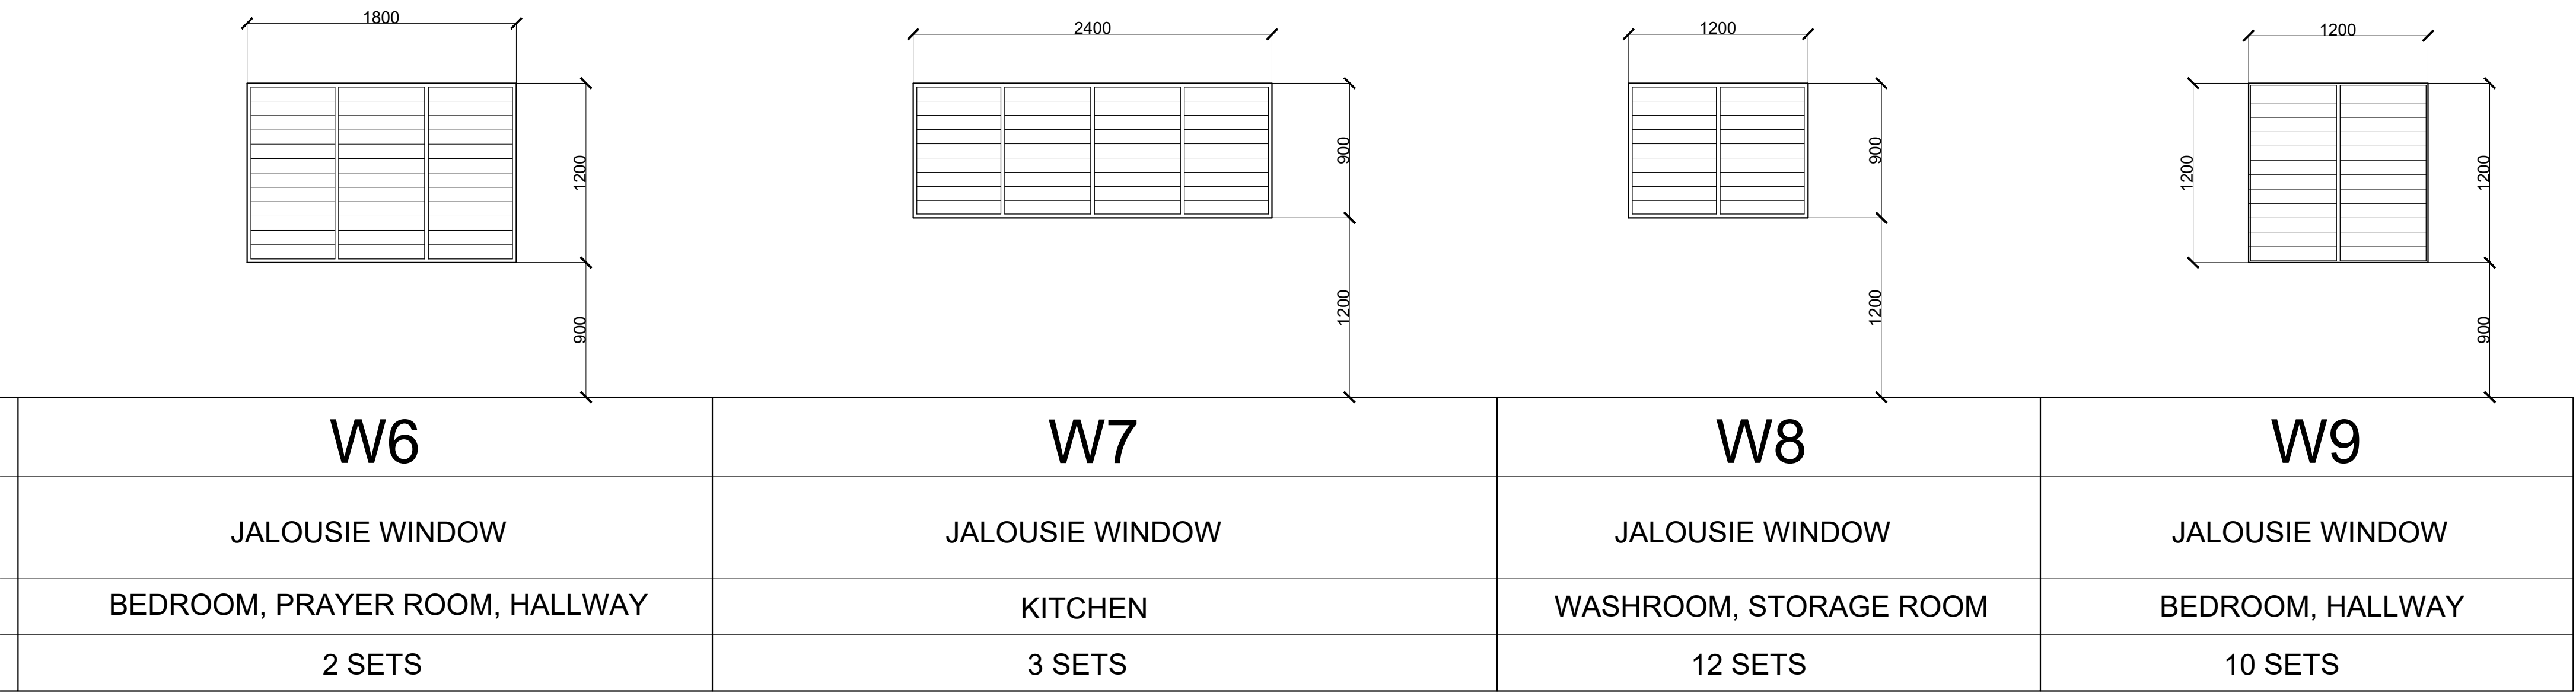 1800
2400
1200
1200
1200
900
900
1200
1200
900
1200
1200
900
W6
W7
W8
W9
JALOUSIE WINDOW
JALOUSIE WINDOW
JALOUSIE WINDOW
JALOUSIE WINDOW
BEDROOM, PRAYER ROOM, HALLWAY
KITCHEN
WASHROOM, STORAGE ROOM
BEDROOM, HALLWAY
2 SETS
3 SETS
12 SETS
10 SETS